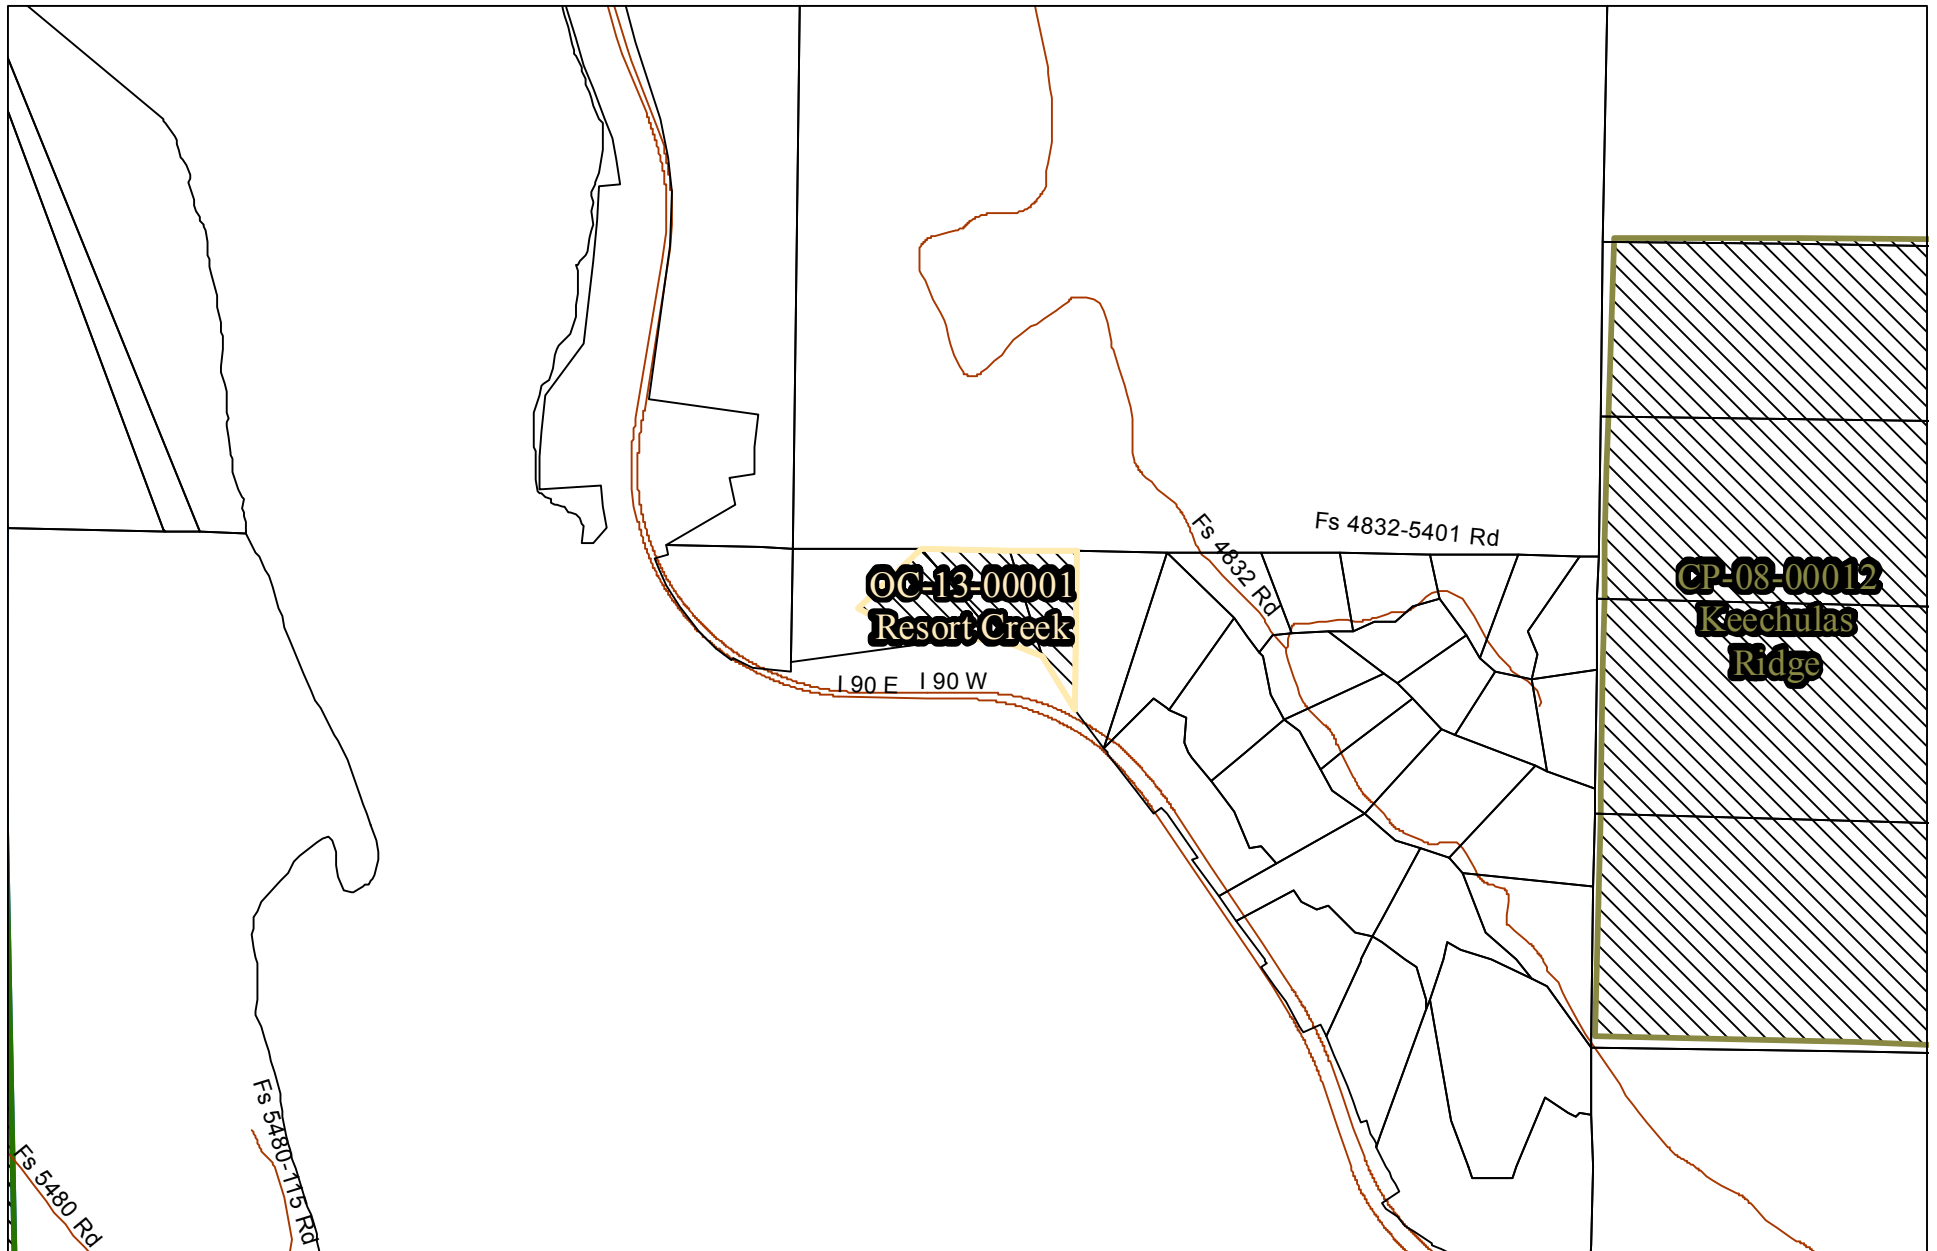 Fs 4832-5401 Rd
Fs 4832 Rd
OC-13-00001
Resort Creek
CP-08-00012
Keechulas
Ridge
I 90 E
I 90 W
Fs 5480-115 Rd
Fs 5480 Rd